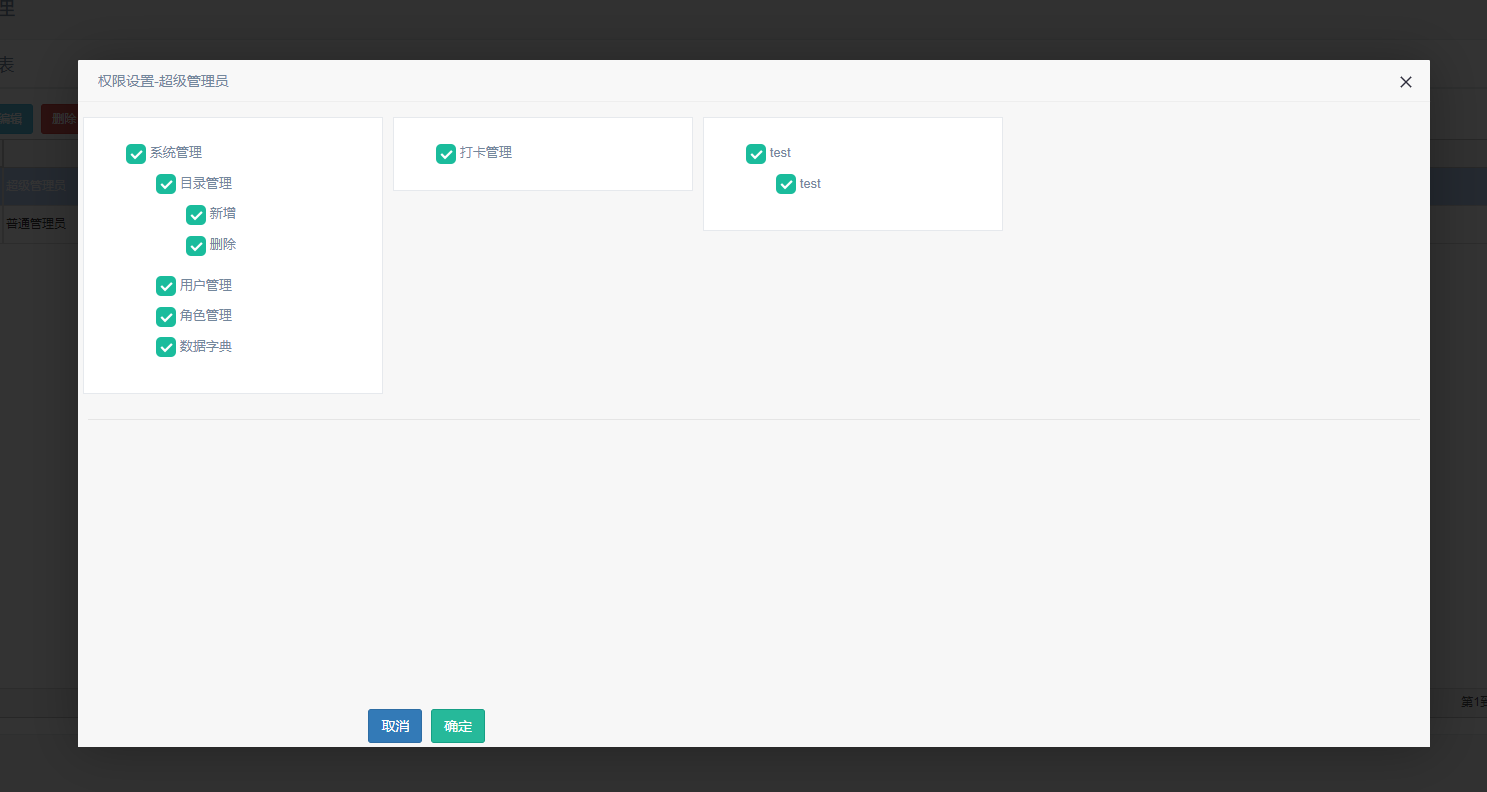 理
表
权限设置-超级管理员
编辑
删除
系统管理
目录管理
新增
删除
用户管理
角色管理
数据字典
打卡管理
test
test
超级管理员
普通管理员
第1到
取消
确定